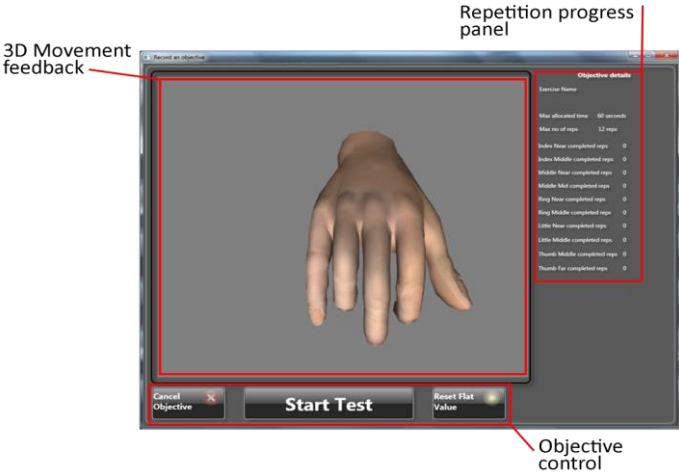 Repetition progress
panel
3D Movement
feedback
Record an objective
Objective details
Exercise Name
Max allocated time 60 seconds
Max no of reps 12 reps
Index Near completed reps 0
Index Middle completed reps 0
Middle Near completed reps 0
Middle Mid completed reps 0
Ring Near completed reps 0
Ring Middle completed reps 0
Little Near completed reps 0
Little Middle completed reps 0
Thumb Middle completed reps 0
Thumb Far completed reps 0
Cancel
Objective
Start Test
Reset Flat
Value
Objective
control